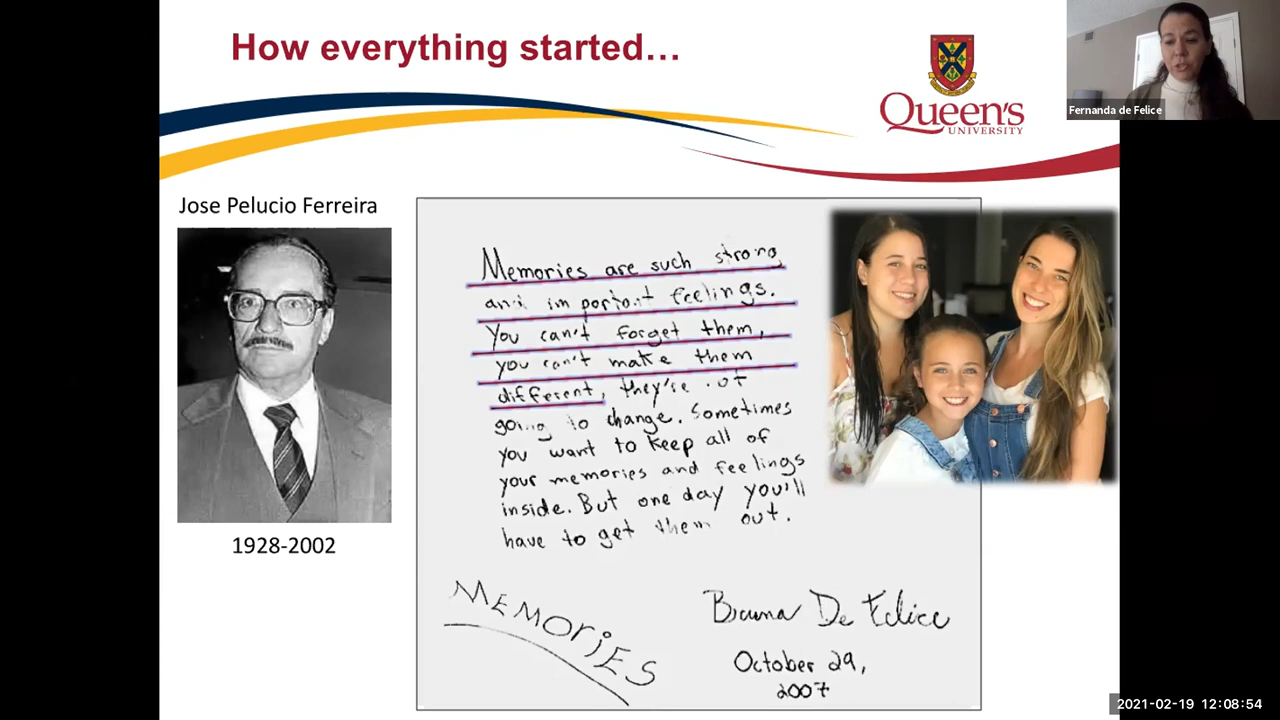 How everything started...
Queen's
UNIVERSITY
Fernanda de Felice
Jose Pelucio Ferreira
1928-2002
Memories are such strong
and important feelings.
You can't forget them,
you can't make them
different, they're not
going to change. Sometimes
you want to keep all of
your memories and feelings
inside. But one day you'll
have to get them out.
MEMORiES
Bruna De Felice
October 29,
2007
2021-02-19 12:08:54